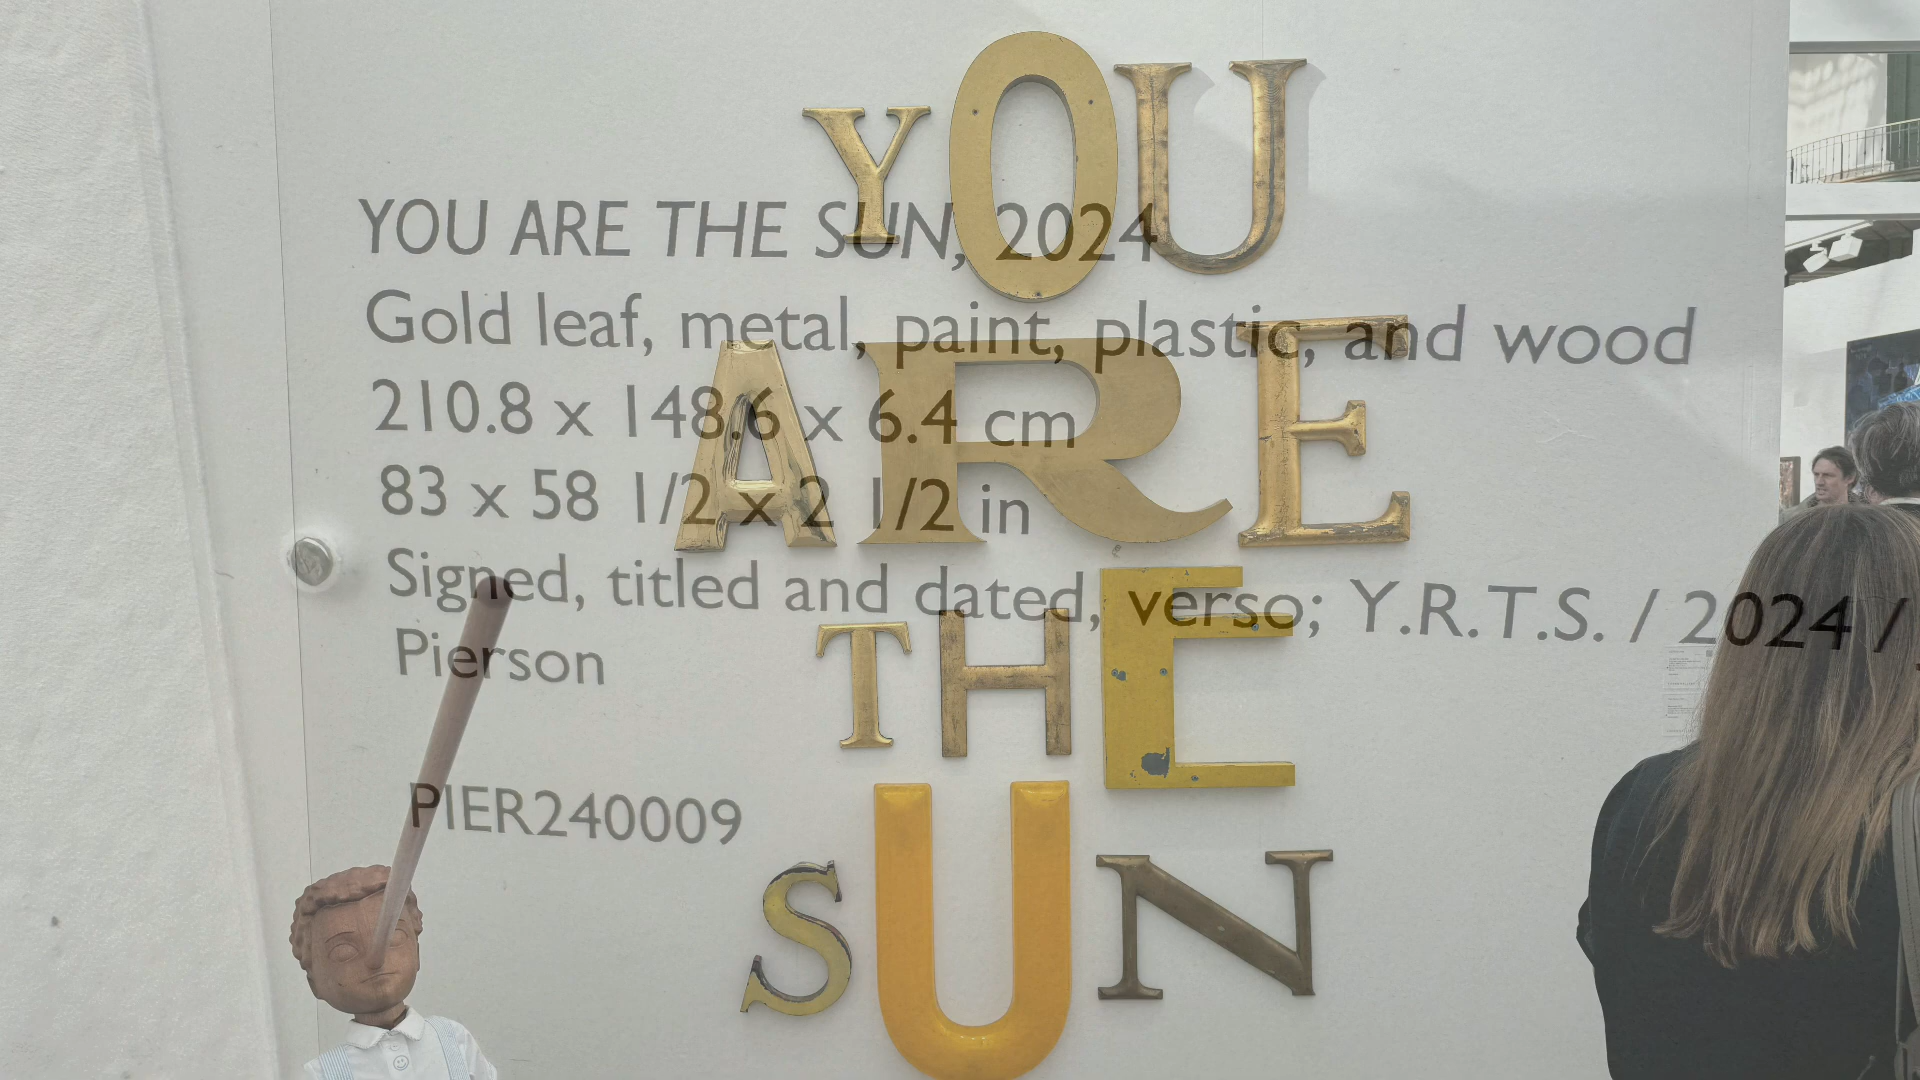 YOU
ARE
THE
SUN
YOU ARE THE SUN, 2024
Gold leaf, metal, paint, plastic, and wood
210.8 x 148.6 x 6.4 cm
83 x 58 1/2 x 2 1/2 in
Signed, titled and dated, verso; Y.R.T.S. / 2024 /
Pierson
PIER240009